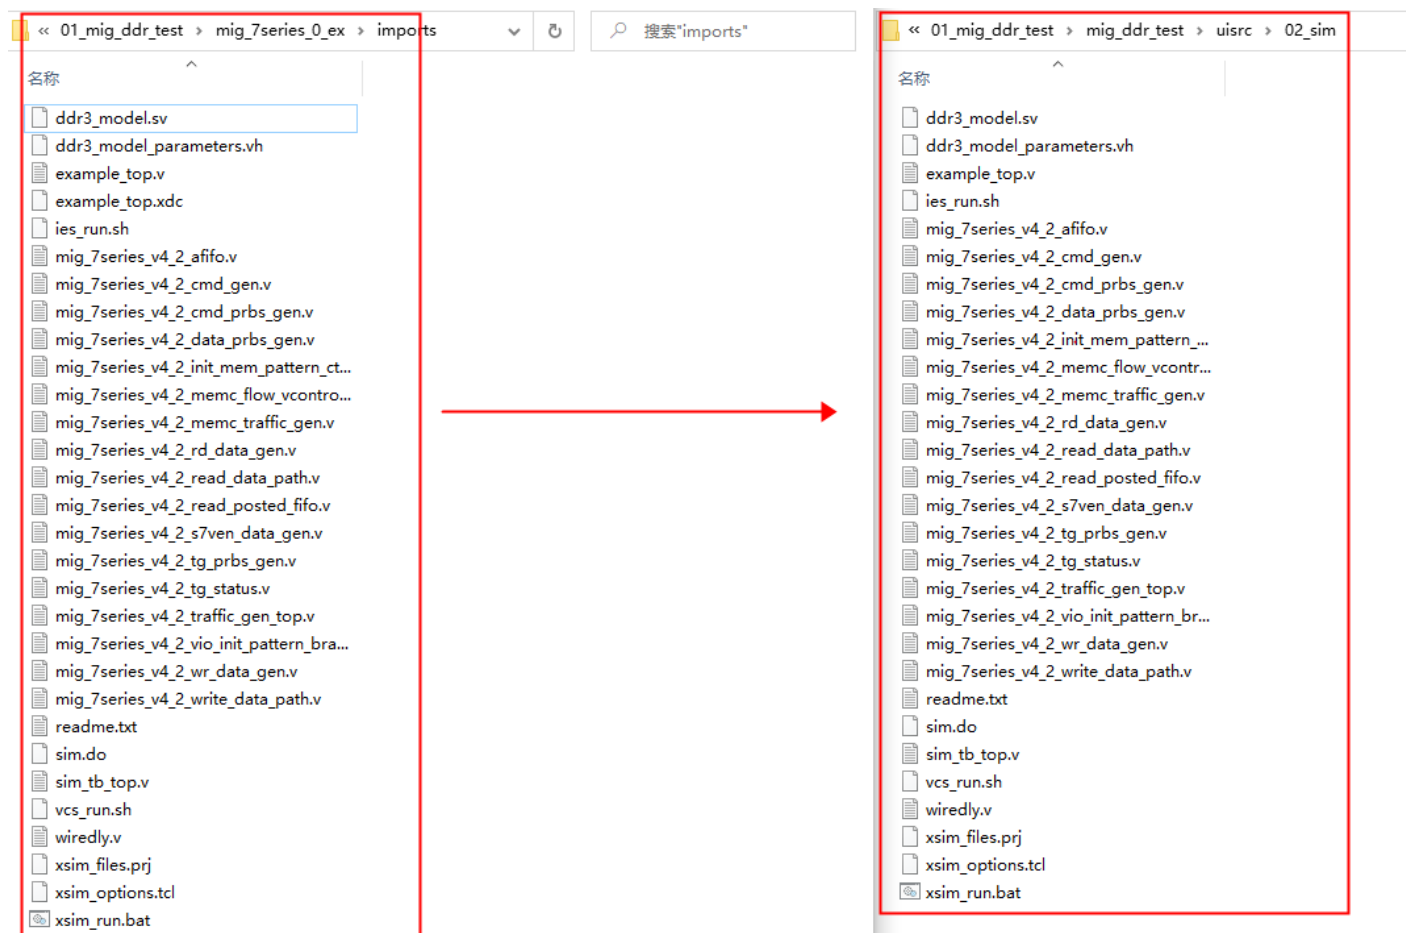 « 01_mig_ddr_test › mig_7series_0_ex › imports
搜索"imports"
名称
ddr3_model.sv
ddr3_model_parameters.vh
example_top.v
example_top.xdc
ies_run.sh
mig_7series_v4_2_afifo.v
mig_7series_v4_2_cmd_gen.v
mig_7series_v4_2_cmd_prbs_gen.v
mig_7series_v4_2_data_prbs_gen.v
mig_7series_v4_2_init_mem_pattern_ct...
mig_7series_v4_2_memc_flow_vcontro...
mig_7series_v4_2_memc_traffic_gen.v
mig_7series_v4_2_rd_data_gen.v
mig_7series_v4_2_read_data_path.v
mig_7series_v4_2_read_posted_fifo.v
mig_7series_v4_2_s7ven_data_gen.v
mig_7series_v4_2_tg_prbs_gen.v
mig_7series_v4_2_tg_status.v
mig_7series_v4_2_traffic_gen_top.v
mig_7series_v4_2_vio_init_pattern_bra...
mig_7series_v4_2_wr_data_gen.v
mig_7series_v4_2_write_data_path.v
readme.txt
sim.do
sim_tb_top.v
vcs_run.sh
wiredly.v
xsim_files.prj
xsim_options.tcl
xsim_run.bat
« 01_mig_ddr_test › mig_ddr_test › uisrc › 02_sim
名称
ddr3_model.sv
ddr3_model_parameters.vh
example_top.v
ies_run.sh
mig_7series_v4_2_afifo.v
mig_7series_v4_2_cmd_gen.v
mig_7series_v4_2_cmd_prbs_gen.v
mig_7series_v4_2_data_prbs_gen.v
mig_7series_v4_2_init_mem_pattern_...
mig_7series_v4_2_memc_flow_vcontr...
mig_7series_v4_2_memc_traffic_gen.v
mig_7series_v4_2_rd_data_gen.v
mig_7series_v4_2_read_data_path.v
mig_7series_v4_2_read_posted_fifo.v
mig_7series_v4_2_s7ven_data_gen.v
mig_7series_v4_2_tg_prbs_gen.v
mig_7series_v4_2_tg_status.v
mig_7series_v4_2_traffic_gen_top.v
mig_7series_v4_2_vio_init_pattern_br...
mig_7series_v4_2_wr_data_gen.v
mig_7series_v4_2_write_data_path.v
readme.txt
sim.do
sim_tb_top.v
vcs_run.sh
wiredly.v
xsim_files.prj
xsim_options.tcl
xsim_run.bat